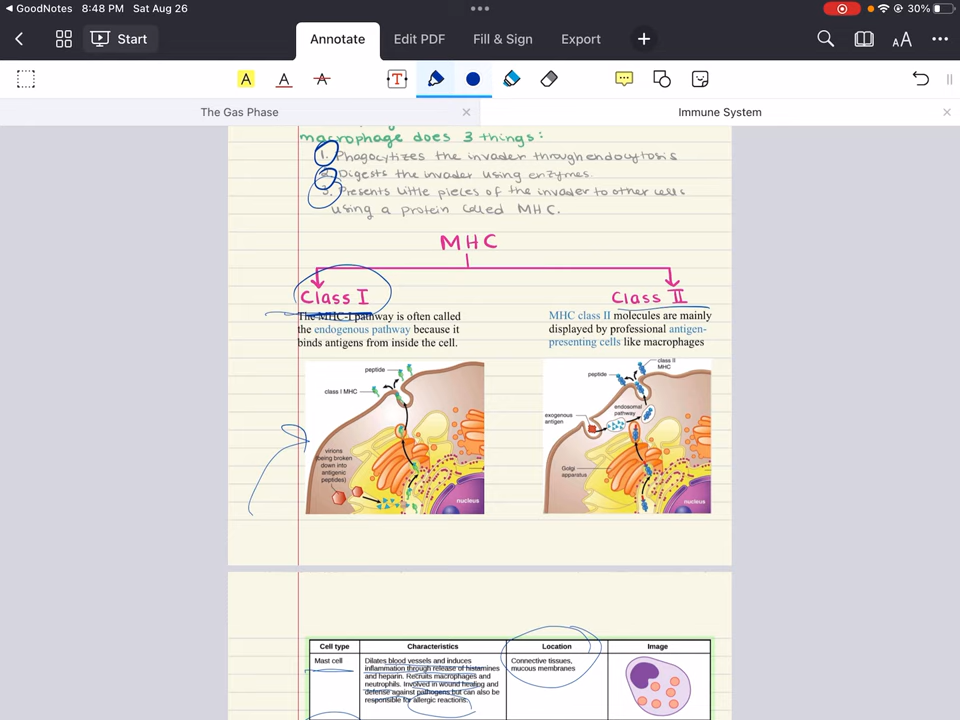 GoodNotes 8:48 PM Sat Aug 26 30%
Start Annotate Edit PDF Fill & Sign Export
The Gas Phase Immune System
macrophage does 3 things:
1. Phagocytizes the invader through endocytosis
2. Digests the invader using enzymes.
3. Presents little pieces of the invader to other cells
using a protein called MHC.
MHC
Class I
The MHC-I pathway is often called
the endogenous pathway because it
binds antigens from inside the cell.
peptide
class I MHC
virions
being broken
down into
antigenic
peptides)
nucleus
Class II
MHC class II molecules are mainly
displayed by professional antigen-
presenting cells like macrophages
class II
MHC
peptide
endosomal
pathway
exogenous
antigen
Golgi
apparatus
nucleus
Cell type Characteristics Location Image
Mast cell
Dilates blood vessels and induces
inflammation through release of histamines
and heparin. Recruits macrophages and
neutrophils. Involved in wound healing and
defense against pathogens but can also be
responsible for allergic reactions.
Connective tissues,
mucous membranes